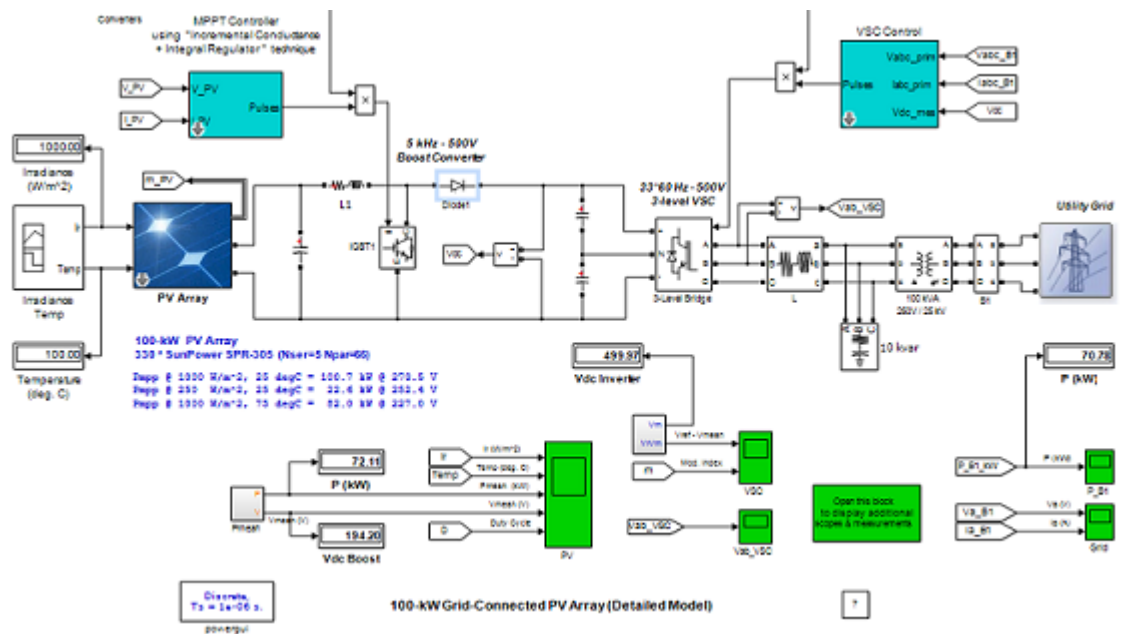 converters
MPPT Controller
using "Incremental Conductance
+ Integral Regulator" technique
V_PV
I_PV
V_PV
I_PV
Pulses
×
VSC Control
Vabc_prim
Iabc_prim
Vdc_mes
Pulses
Vabc_B1
Iabc_B1
Vdc
×
1000.00
Irradiance
(W/m^2)
m_PV
Ir
Temp
Irradiance
Temp
PV Array
100.00
Temperature
(deg. C)
5 kHz - 500V
Boost Converter
L1
Diode1
IGBT1
Vdc
v
33*60 Hz - 500V
3-level VSC
N
A
B
C
3-Level Bridge
v
Vab_VSC
A
B
C
A
B
C
L
A
B
C
10 kvar
100 kVA
260V / 25 kV
B1
Utility Grid
100-kW PV Array
330 * SunPower SPR-305 (Nser=5 Npar=66)
Pmpp @ 1000 W/m^2, 25 degC = 100.7 kW @ 273.5 V
Pmpp @ 250 W/m^2, 25 degC = 22.6 kW @ 252.4 V
Pmpp @ 1000 W/m^2, 75 degC = 82.0 kW @ 227.0 V
499.97
Vdc Inverter
70.78
P (kW)
Vm
Vref - Vmean
m
Mod. Index
VSC
Vab_VSC
Vab_VSC
P
V
Pmean
Vmean (V)
72.11
P (kW)
194.20
Vdc Boost
Ir
Temp
D
Ir (W/m^2)
Temp (deg. C)
Pmean (kW)
Vmean (V)
Duty Cycle
PV
Open this block
to display additional
scopes & measurements
P_B1_kW
P (kW)
P_B1
Va_B1
Ia_B1
Va (V)
Ia (A)
Grid
Discrete,
Ts = 1e-06 s.
powergui
100-kW Grid-Connected PV Array (Detailed Model)
?